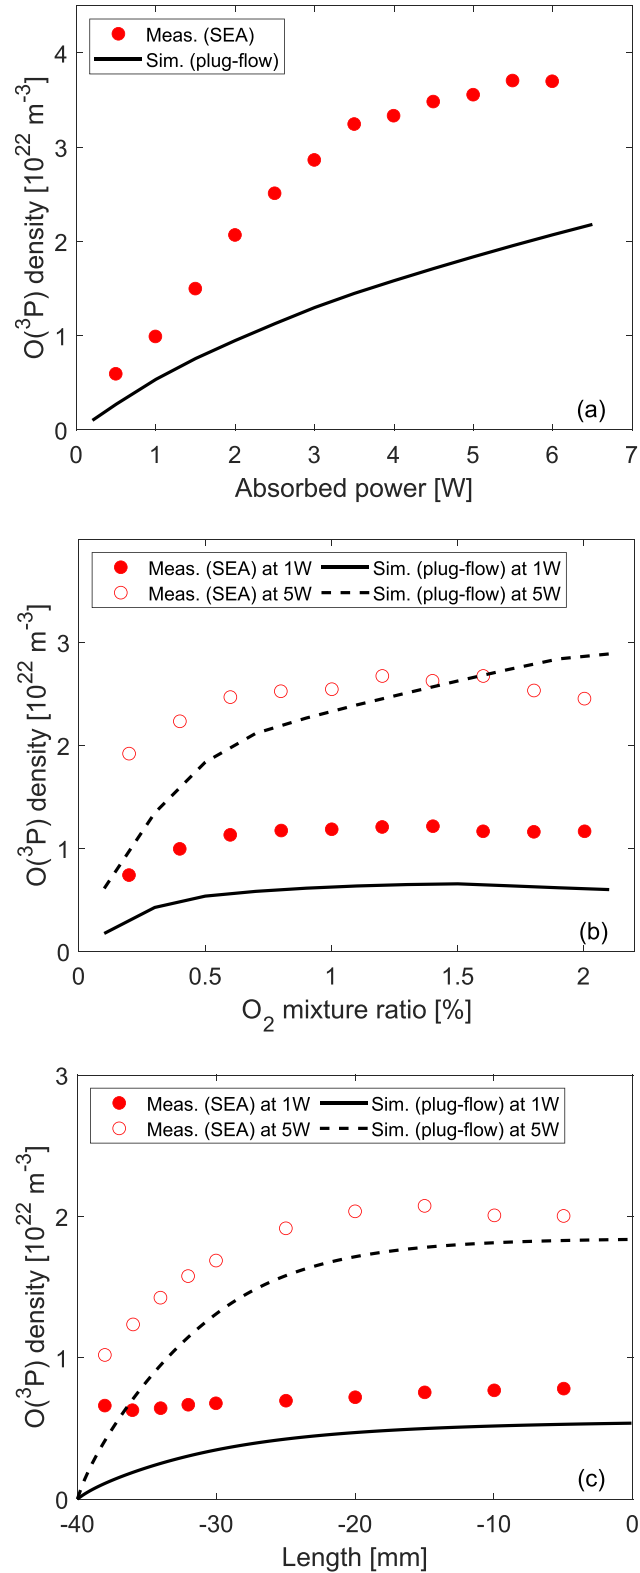 Meas. (SEA)
Sim. (plug-flow)
O(³P) density [10²² m⁻³]
4
3
2
1
0
(a)
0 1 2 3 4 5 6 7
Absorbed power [W]
Meas. (SEA) at 1W Sim. (plug-flow) at 1W
Meas. (SEA) at 5W Sim. (plug-flow) at 5W
O(³P) density [10²² m⁻³]
3
2
1
0
(b)
0 0.5 1 1.5 2
O₂ mixture ratio [%]
3
Meas. (SEA) at 1W Sim. (plug-flow) at 1W
Meas. (SEA) at 5W Sim. (plug-flow) at 5W
O(³P) density [10²² m⁻³]
2
1
0
(c)
-40 -30 -20 -10 0
Length [mm]